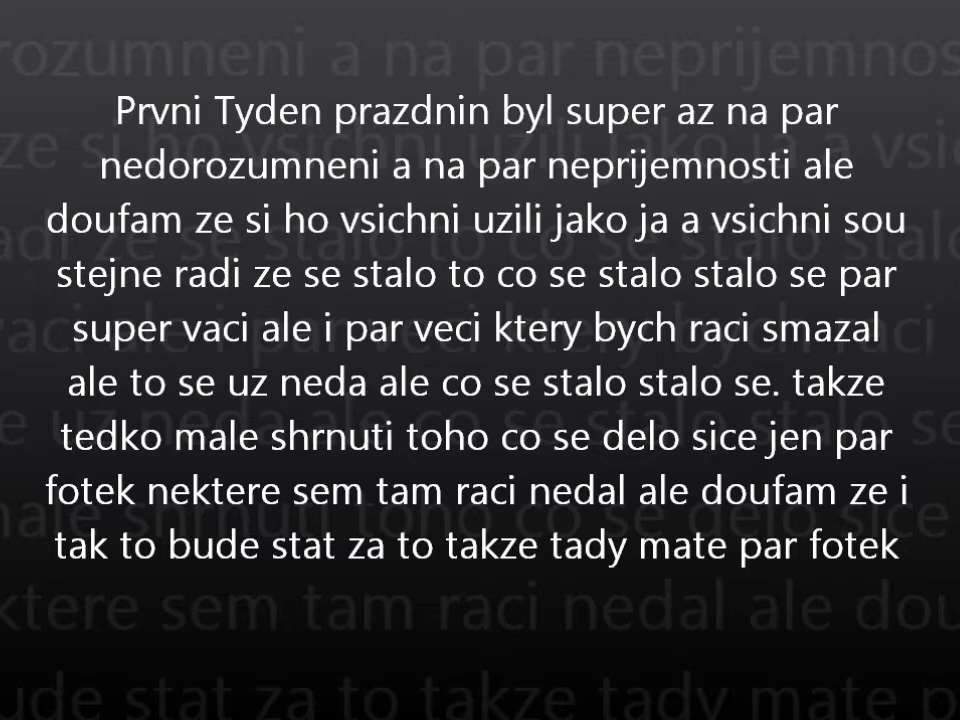 Prvni Tyden prazdnin byl super az na par
nedorozumneni a na par neprijemnosti ale
doufam ze si ho vsichni uzili jako ja a vsichni sou
stejne radi ze se stalo to co se stalo stalo se par
super vaci ale i par veci ktery bych raci smazal
ale to se uz neda ale co se stalo stalo se. takze
tedko male shrnuti toho co se delo sice jen par
fotek nektere sem tam raci nedal ale doufam ze i
tak to bude stat za to takze tady mate par fotek